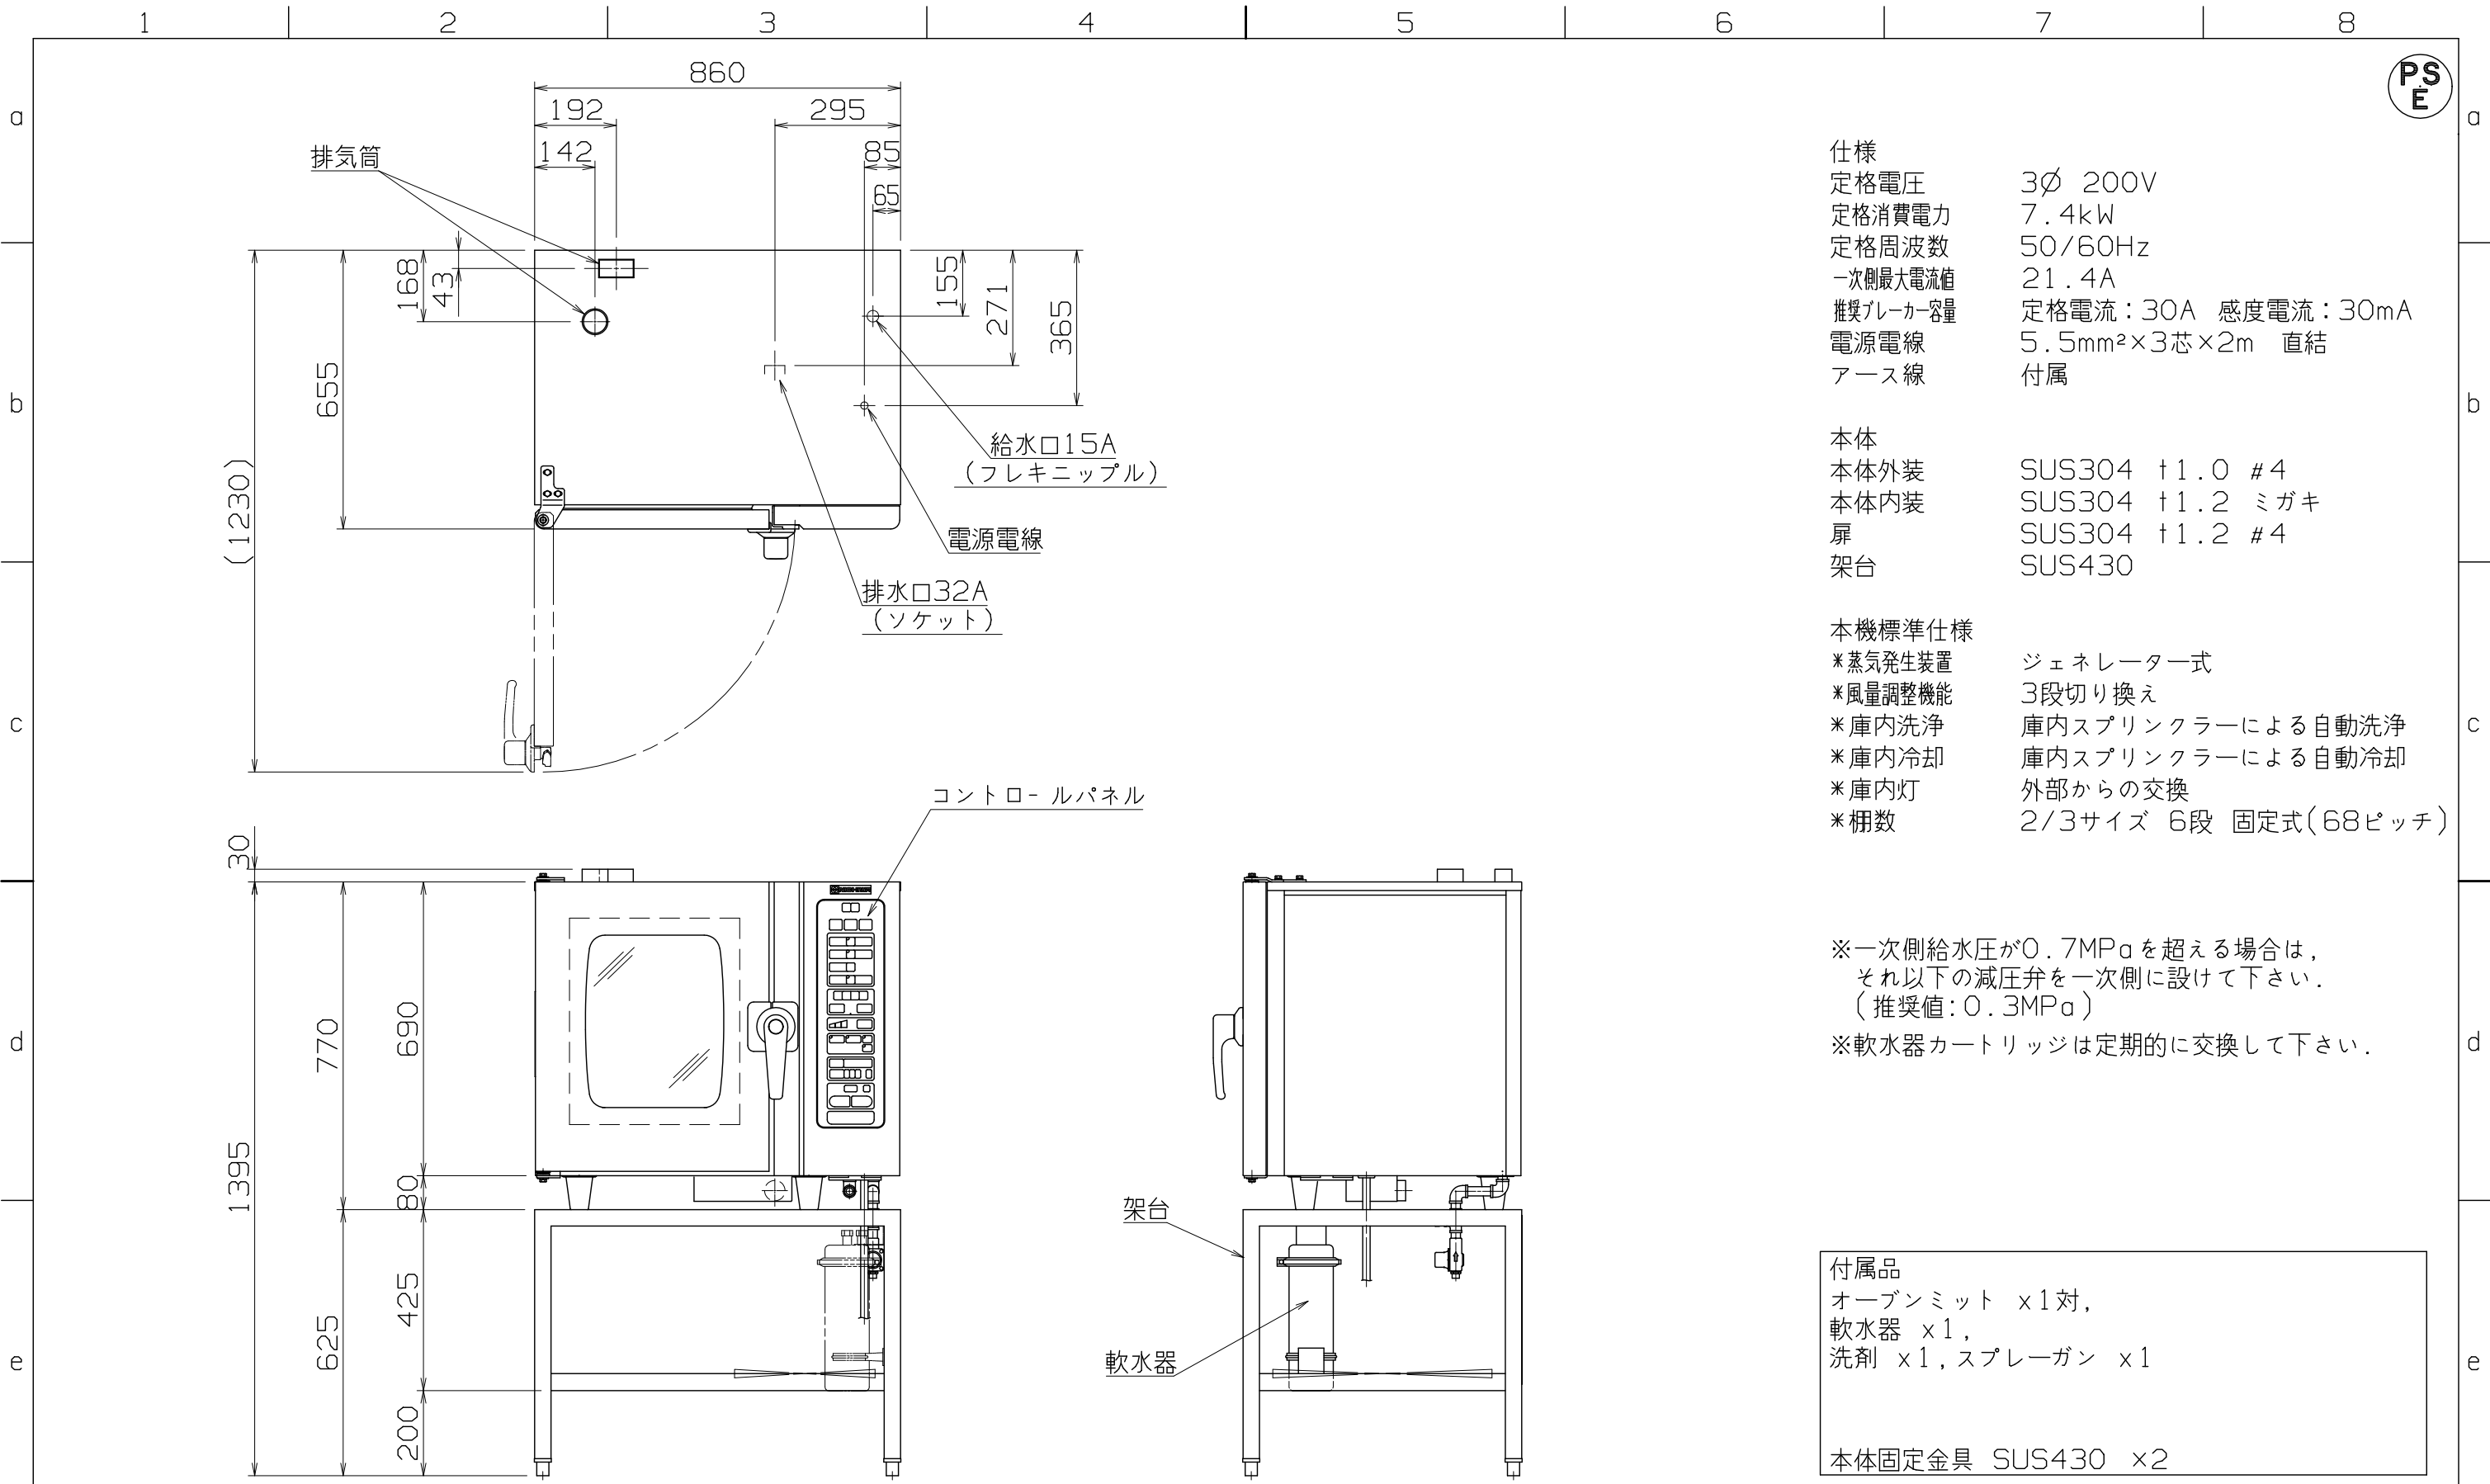 1 2 3 4 5 6 7 8
PS
E
a
a
b
b
c
c
d
d
e
e
860
192
295
142
85
65
排気筒
168
43
155
271
365
655
(1230)
給水口15A
(フレキニップル)
電源電線
排水口32A
(ソケット)
コントロールパネル
30
770
690
1395
80
625
425
200
架台
軟水器
仕様
定格電圧 3Ø 200V
定格消費電力 7.4kW
定格周波数 50/60Hz
一次側最大電流値 21.4A
推奨ブレーカー容量 定格電流:30A 感度電流:30mA
電源電線 5.5mm²×3芯×2m 直結
アース線 付属
本体
本体外装 SUS304 t1.0 #4
本体内装 SUS304 t1.2 ミガキ
扉 SUS304 t1.2 #4
架台 SUS430
本機標準仕様
*蒸気発生装置 ジェネレーター式
*風量調整機能 3段切り換え
*庫内洗浄 庫内スプリンクラーによる自動洗浄
*庫内冷却 庫内スプリンクラーによる自動冷却
*庫内灯 外部からの交換
*棚数 2/3サイズ 6段 固定式(68ピッチ)
※一次側給水圧が0.7MPaを超える場合は,
それ以下の減圧弁を一次側に設けて下さい.
(推奨値:0.3MPa)
※軟水器カートリッジは定期的に交換して下さい.
付属品
オーブンミット x1対,
軟水器 x1,
洗剤 x1,スプレーガン x1
本体固定金具 SUS430 ×2